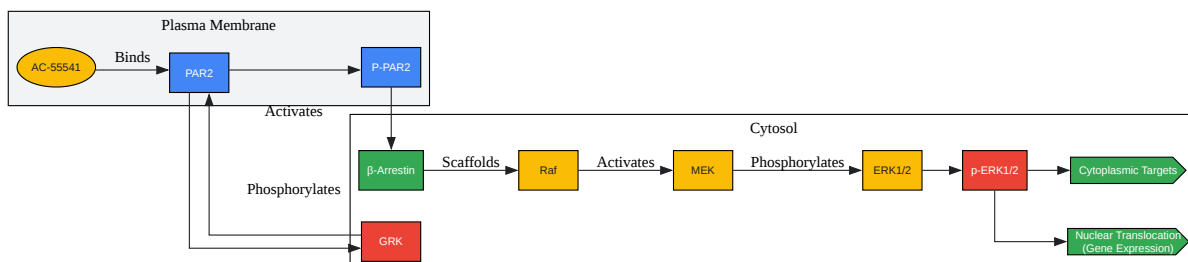 Plasma Membrane
AC-55541
Binds
PAR2
P-PAR2
Activates
Cytosol
Phosphorylates
β-Arrestin
Scaffolds
Raf
Activates
MEK
Phosphorylates
ERK1/2
p-ERK1/2
Cytoplasmic Targets
GRK
Nuclear Translocation
(Gene Expression)